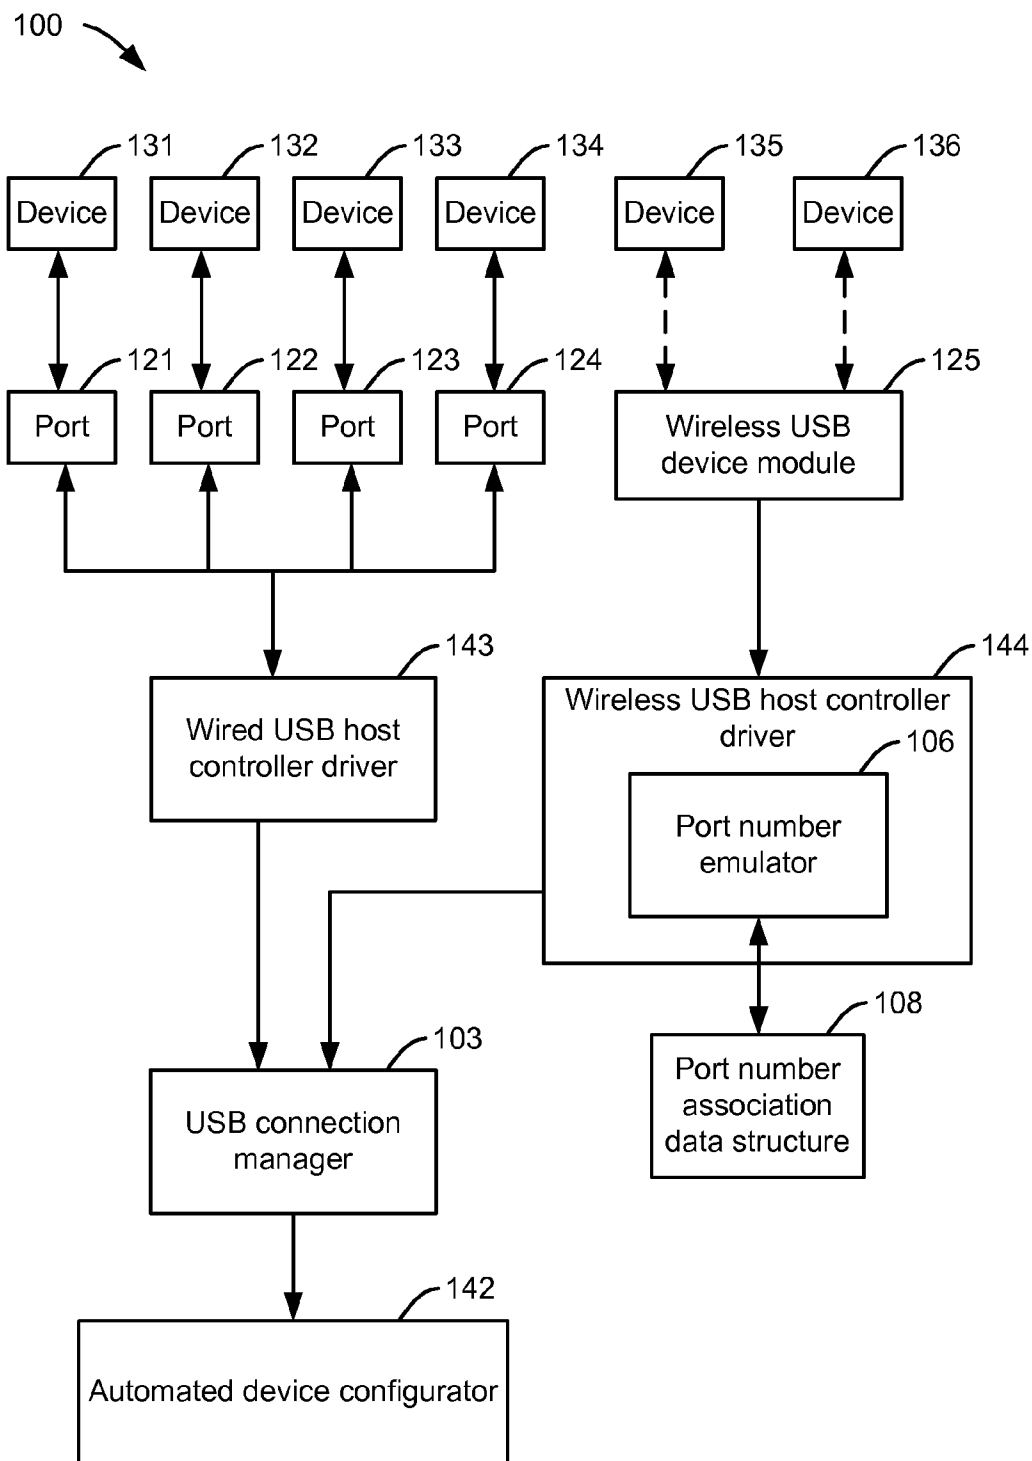 100
131 132 133 134 135 136
Device Device Device Device Device Device
121 122 123 124 125
Port Port Port Port Wireless USB
device module
143 144
Wired USB host
controller driver
Wireless USB host controller
driver
106
Port number
emulator
108
Port number
association
data structure
103
USB connection
manager
142
Automated device configurator